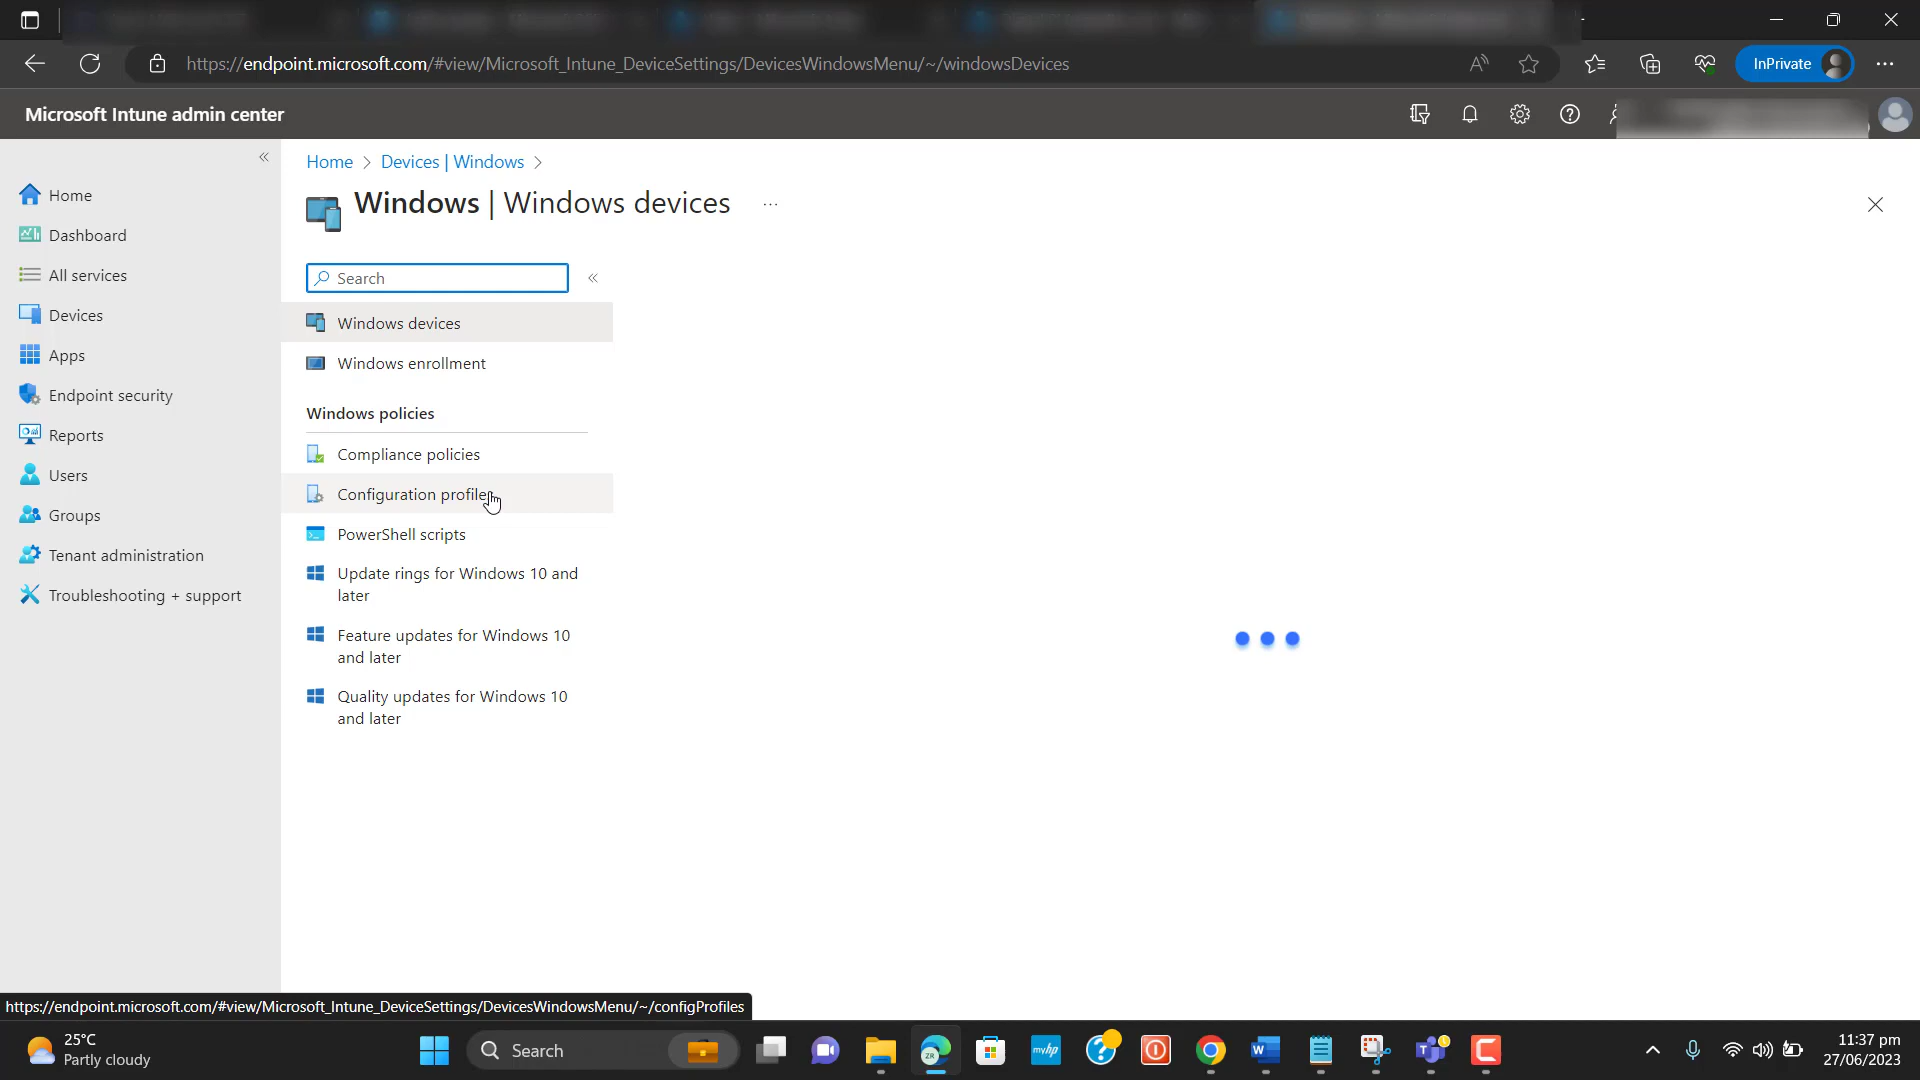 https://endpoint.microsoft.com/#view/Microsoft_Intune_DeviceSettings/DevicesWindowsMenu/~/windowsDevices
InPrivate
Microsoft Intune admin center
Home
Dashboard
All services
Devices
Apps
Endpoint security
Reports
Users
Groups
Tenant administration
Troubleshooting + support
Home > Devices | Windows >
Windows | Windows devices
Search
Windows devices
Windows enrollment
Windows policies
Compliance policies
Configuration profiles
PowerShell scripts
Update rings for Windows 10 and
later
Feature updates for Windows 10
and later
Quality updates for Windows 10
and later
https://endpoint.microsoft.com/#view/Microsoft_Intune_DeviceSettings/DevicesWindowsMenu/~/configProfiles
25°C
Partly cloudy
Search
myhp
11:37 pm
27/06/2023